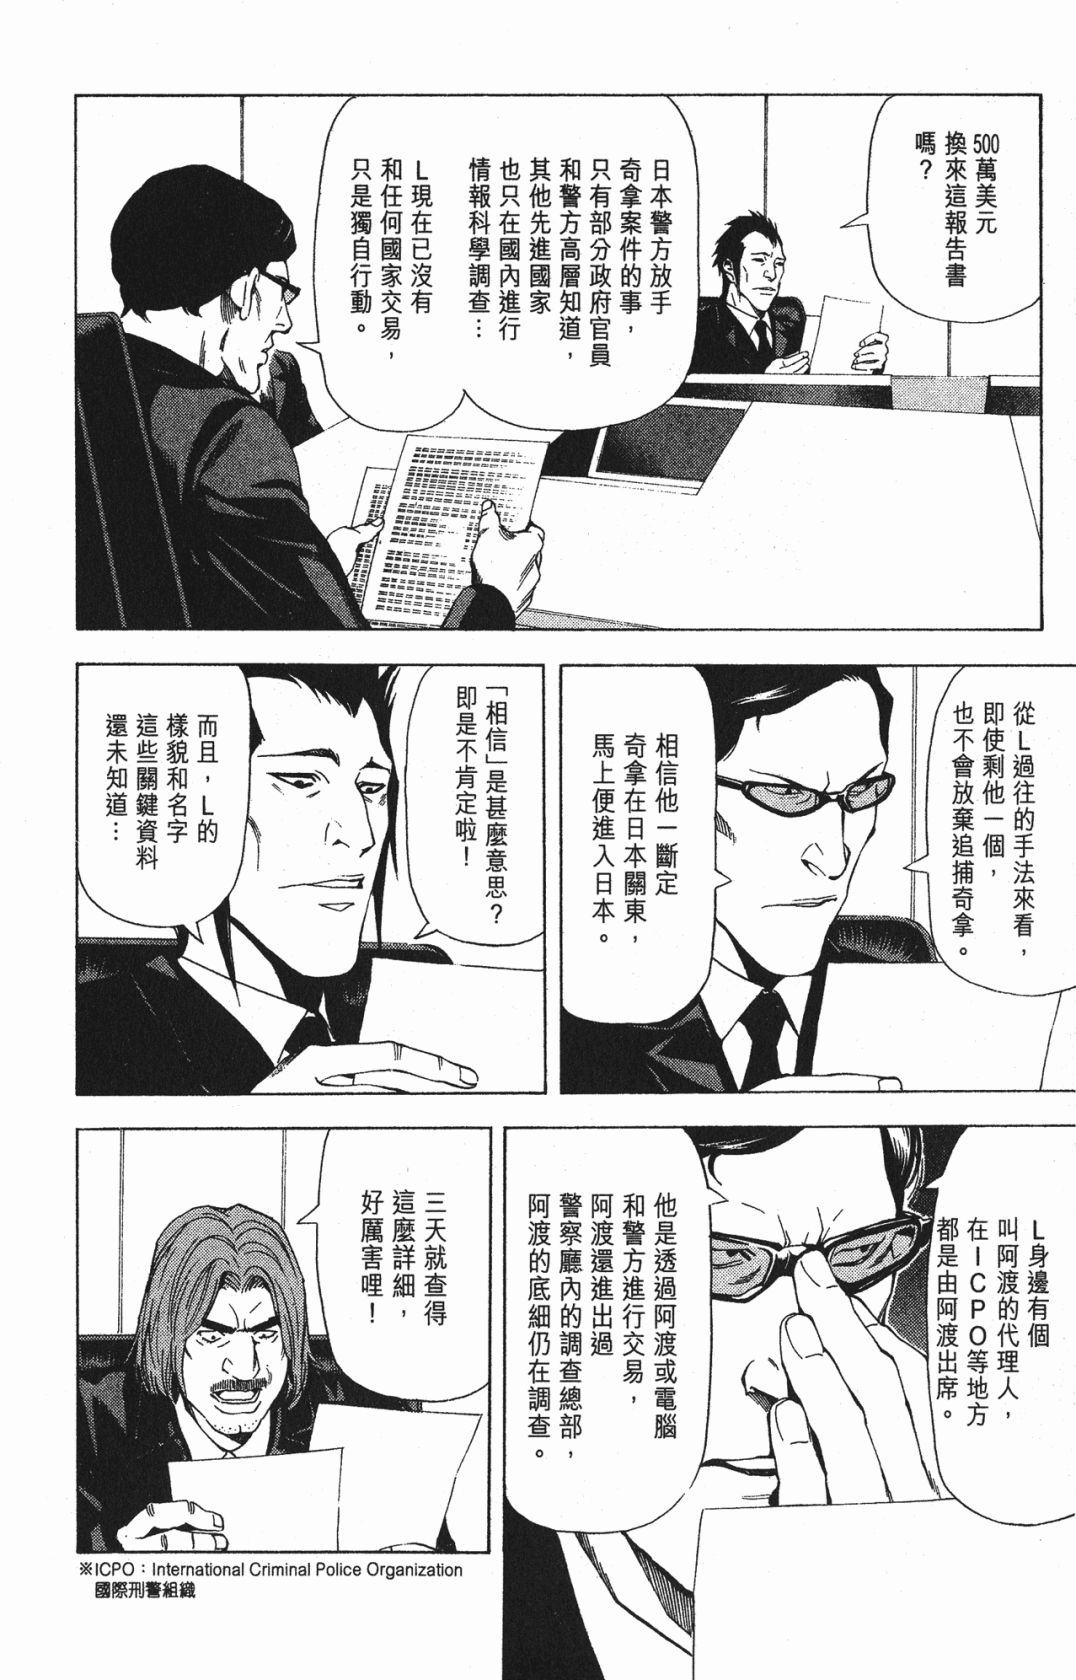 500萬美元
換來這報告書
嗎？
日本警方放手
奇拿案件的事，
只有部分政府官員
和警方高層知道，
其他先進國家
也只在國內進行
情報科學調查…
L現在已沒有
和任何國家交易，
只是獨自行動。
從L過往的手法來看，
即使剩他一個，
也不會放棄追捕奇拿。
相信他一斷定
奇拿在日本關東，
馬上便進入日本。
「相信」是甚麼意思？
即是不肯定啦！
而且，L的
樣貌和名字
這些關鍵資料
還未知道…
L身邊有個
叫阿渡的代理人，
在ICPO等地方
都是由阿渡出席。
他是透過阿渡或電腦
和警方進行交易，
阿渡還進出過
警察廳內的調查總部，
阿渡的底細仍在調查。
三天就查得
這麼詳細，
好厲害哩！
※ICPO：International Criminal Police Organization
國際刑警組織